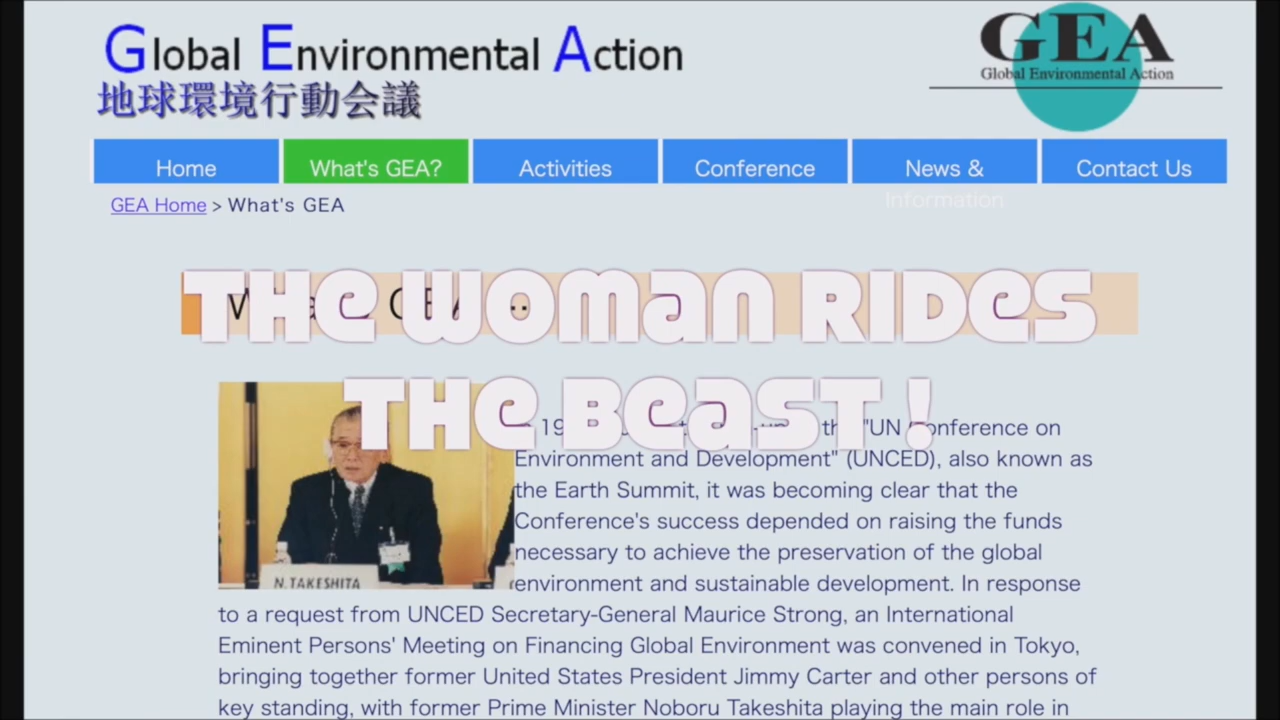 Global Environmental Action
地球環境行動会議
GEA
Global Environmental Action
Home
What's GEA?
Activities
Conference
News &
Information
Contact Us
GEA Home > What's GEA
THE WOMAN RIDES
THE BEAST !
"UN Conference on
Environment and Development" (UNCED), also known as
the Earth Summit, it was becoming clear that the
Conference's success depended on raising the funds
necessary to achieve the preservation of the global
environment and sustainable development. In response
N.TAKESHITA
to a request from UNCED Secretary-General Maurice Strong, an International
Eminent Persons' Meeting on Financing Global Environment was convened in Tokyo,
bringing together former United States President Jimmy Carter and other persons of
key standing, with former Prime Minister Noboru Takeshita playing the main role in